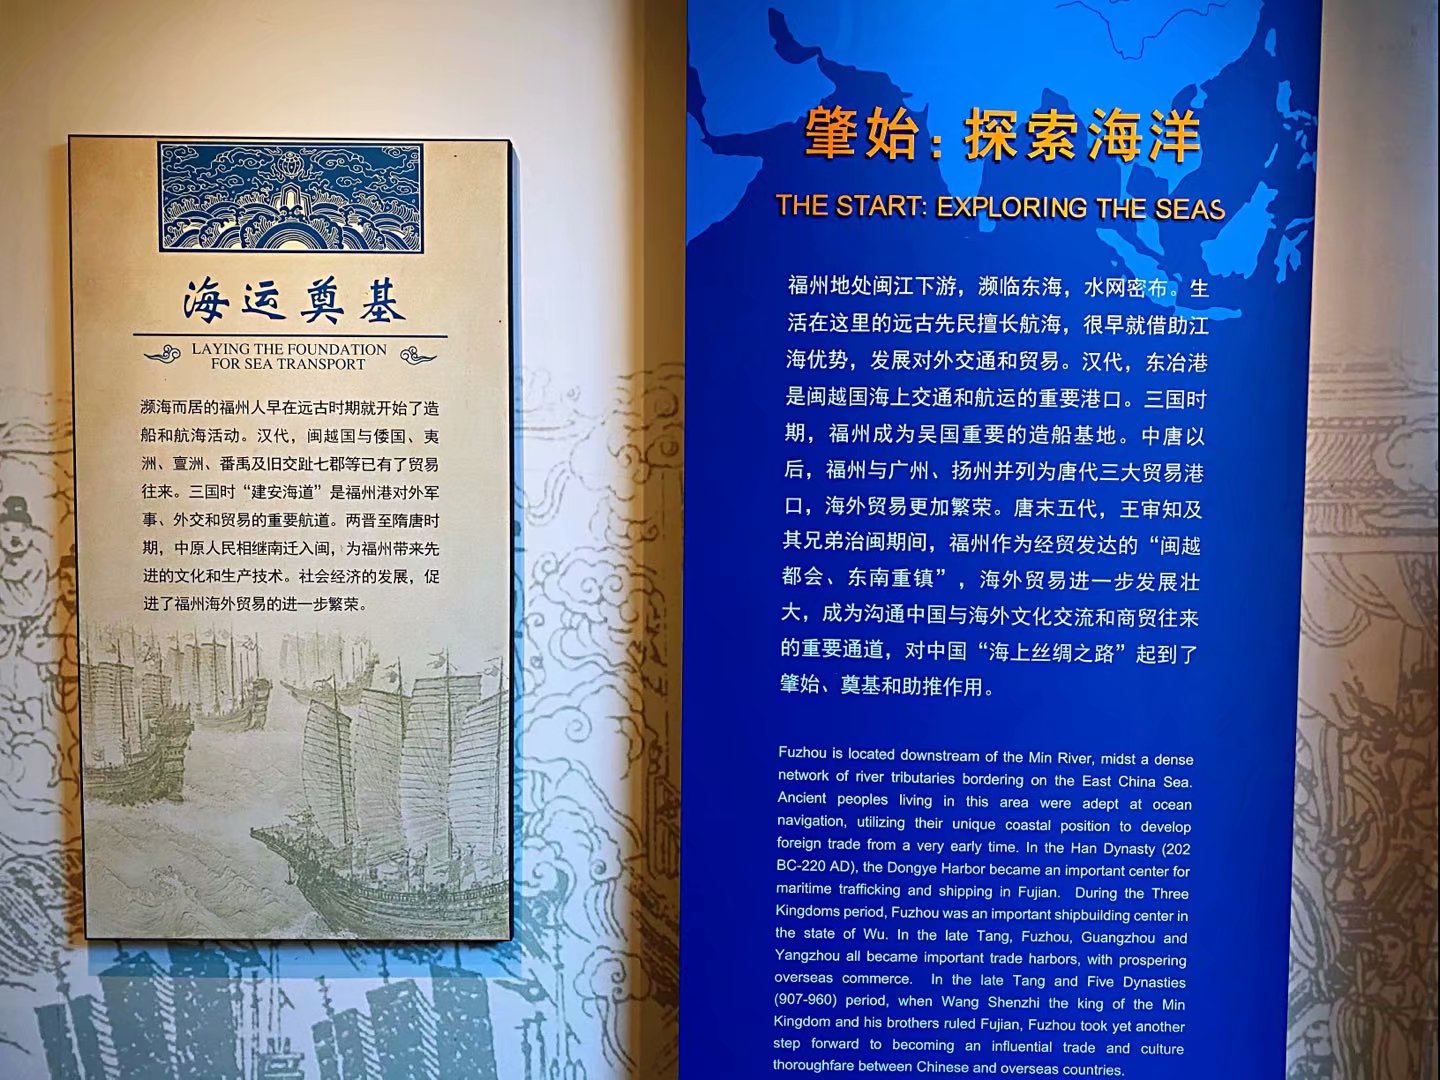 海运奠基
LAYING THE FOUNDATION
FOR SEA TRANSPORT
濒海而居的福州人早在远古时期就开始了造
船和航海活动。汉代，闽越国与倭国、夷
洲、亶洲、番禹及旧交趾七郡等已有了贸易
往来。三国时“建安海道”是福州港对外军
事、外交和贸易的重要航道。两晋至隋唐时
期，中原人民相继南迁入闽，为福州带来先
进的文化和生产技术。社会经济的发展，促
进了福州海外贸易的进一步繁荣。
肇始：探索海洋
THE START: EXPLORING THE SEAS
福州地处闽江下游，濒临东海，水网密布。生
活在这里的远古先民擅长航海，很早就借助江
海优势，发展对外交通和贸易。汉代，东冶港
是闽越国海上交通和航运的重要港口。三国时
期，福州成为吴国重要的造船基地。中唐以
后，福州与广州、扬州并列为唐代三大贸易港
口，海外贸易更加繁荣。唐末五代，王审知及
其兄弟治闽期间，福州作为经贸发达的“闽越
都会、东南重镇”，海外贸易进一步发展壮
大，成为沟通中国与海外文化交流和商贸往来
的重要通道，对中国“海上丝绸之路”起到了
肇始、奠基和助推作用。
Fuzhou is located downstream of the Min River, midst a dense
network of river tributaries bordering on the East China Sea.
Ancient peoples living in this area were adept at ocean
navigation, utilizing their unique coastal position to develop
foreign trade from a very early time. In the Han Dynasty (202
BC-220 AD), the Dongye Harbor became an important center for
maritime trafficking and shipping in Fujian. During the Three
Kingdoms period, Fuzhou was an important shipbuilding center in
the state of Wu. In the late Tang, Fuzhou, Guangzhou and
Yangzhou all became important trade harbors, with prospering
overseas commerce. In the late Tang and Five Dynasties
(907-960) period, when Wang Shenzhi the king of the Min
Kingdom and his brothers ruled Fujian, Fuzhou took yet another
step forward to becoming an influential trade and culture
thoroughfare between Chinese and overseas countries.